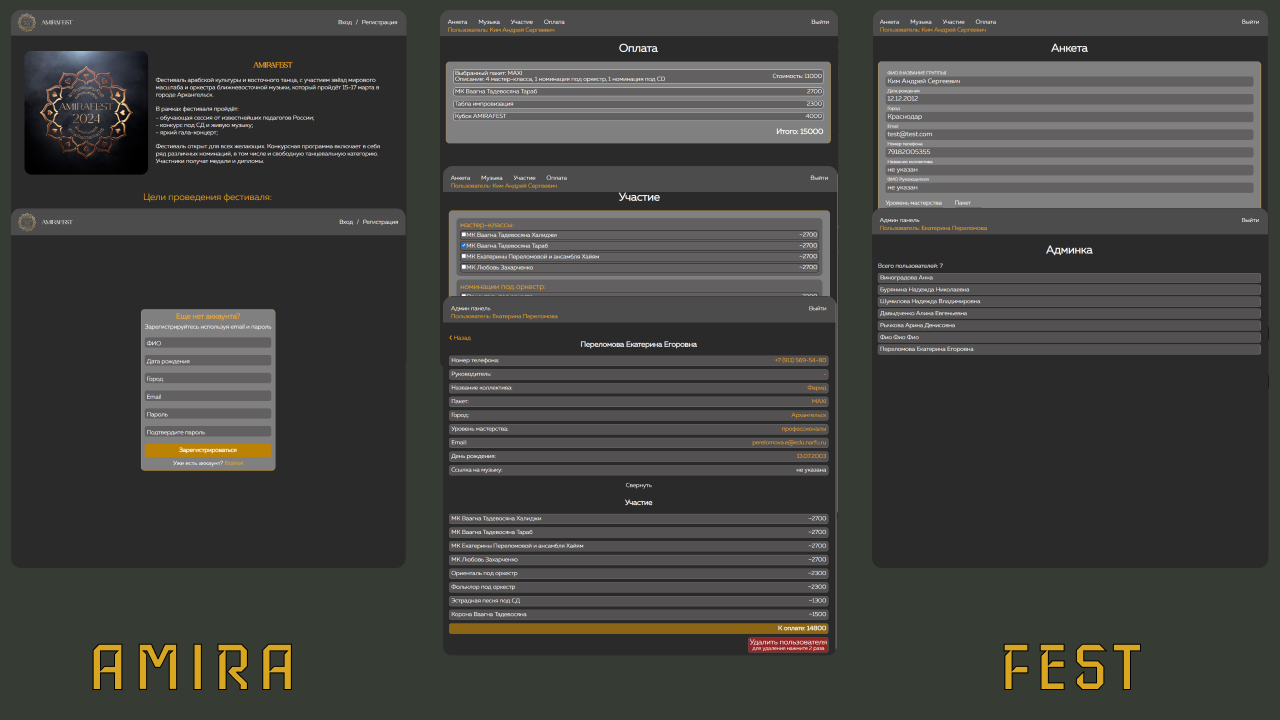 AMIRAFEST
Вход / Регистрация
AMIRAFEST
2024
AMIRAFEST
Фестиваль арабской культуры и восточного танца, с участием звёзд мирового
масштаба и оркестра ближневосточной музыки, который пройдёт 15-17 марта в
городе Архангельск.
В рамках фестиваля пройдёт:
- обучающая сессия от известнейших педагогов России;
- конкурс под СД и живую музыку;
- яркий гала-концерт;
Фестиваль открыт для всех желающих. Конкурсная программа включает в себя
ряд различных номинаций, в том числе и свободную танцевальную категорию.
Участники получат медали и дипломы.
Цели проведения фестиваля:
AMIRAFEST
Вход / Регистрация
Еще нет аккаунта?
Зарегистрируйтесь используя email и пароль
ФИО
Дата рождения
Город
Email
Пароль
Подтвердите пароль
Зарегистрироваться
Уже есть аккаунт? Войти!
Анкета Музыка Участие Оплата
Выйти
Пользователь: Ким Андрей Сергеевич
Оплата
Выбранный пакет: MAXI
Описание: 4 мастер-класса, 1 номинация под оркестр, 1 номинация под CD
Стоимость: 11000
МК Ваагна Тадевосяна Тараб 2700
Табла импровизация 2300
Кубок AMIRAFEST 4000
Итого: 15000
Анкета Музыка Участие Оплата
Выйти
Пользователь: Ким Андрей Сергеевич
Участие
мастер-классы:
МК Ваагна Тадевосяна Халиджи ~2700
МК Ваагна Тадевосяна Тараб ~2700
МК Екатерины Переломовой и ансамбля Хайям ~2700
МК Любовь Захарченко ~2700
номинации под оркестр:
Админ панель
Выйти
Пользователь: Екатерина Переломова
‹ Назад
Переломова Екатерина Егоровна
Номер телефона: +7 (911) 569-54-80
Руководитель: -
Название коллектива: Фарид
Пакет: MAXI
Город: Архангельск
Уровень мастерства: профессионалы
Email: perelomova.e@edu.narfu.ru
День рождения: 13.07.2003
Ссылка на музыку: не указана
Свернуть
Участие
МК Ваагна Тадевосяна Халиджи ~2700
МК Ваагна Тадевосяна Тараб ~2700
МК Екатерины Переломовой и ансамбля Хайям ~2700
МК Любовь Захарченко ~2700
Ориенталь под оркестр ~2300
Фольклор под оркестр ~2300
Эстрадная песня под СД ~1300
Корона Ваагна Тадевосяна ~1500
К оплате: 14800
Удалить пользователя
для удаления нажмите 2 раза
Анкета Музыка Участие Оплата
Выйти
Пользователь: Ким Андрей Сергеевич
Анкета
ФИО (НАЗВАНИЕ ГРУППЫ)
Ким Андрей Сергеевич
Дата рождения
12.12.2012
Город
Краснодар
Email
test@test.com
Номер телефона
79182005355
Название коллектива
не указан
ФИО Руководителя
не указан
Уровень мастерства Пакет
Админ панель
Выйти
Пользователь: Екатерина Переломова
Админка
Всего пользователей: 7
Виноградова Анна
Бурянина Надежда Николаевна
Шумилова Надежда Владимировна
Давыдченко Алина Евгеньевна
Рычкова Арина Денисовна
Фио Фио Фио
Переломова Екатерина Егоровна
AMIRA
FEST